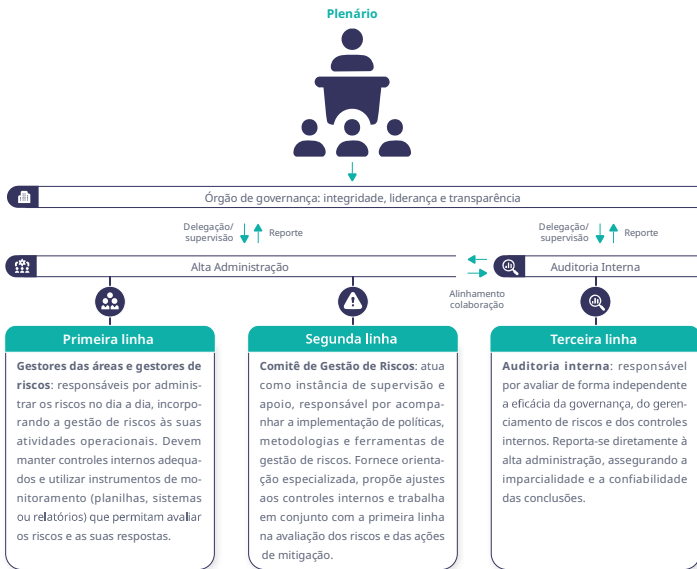 Plenário
Órgão de governança: integridade, liderança e transparência
Delegação/
supervisão
Reporte
Delegação/
supervisão
Reporte
Alta Administração
Auditoria Interna
Alinhamento
colaboração
Primeira linha
Gestores das áreas e gestores de
riscos: responsáveis por adminis-
trar os riscos no dia a dia, incorpo-
rando a gestão de riscos às suas
atividades operacionais. Devem
manter controles internos adequa-
dos e utilizar instrumentos de mo-
nitoramento (planilhas, sistemas
ou relatórios) que permitam avaliar
os riscos e as suas respostas.
Segunda linha
Comitê de Gestão de Riscos: atua
como instância de supervisão e
apoio, responsável por acompa-
nhar a implementação de políticas,
metodologias e ferramentas de
gestão de riscos. Fornece orienta-
ção especializada, propõe ajustes
aos controles internos e trabalha
em conjunto com a primeira linha
na avaliação dos riscos e das ações
de mitigação.
Terceira linha
Auditoria interna: responsável
por avaliar de forma independente
a eficácia da governança, do geren-
ciamento de riscos e dos controles
internos. Reporta-se diretamente à
alta administração, assegurando a
imparcialidade e a confiabilidade
das conclusões.